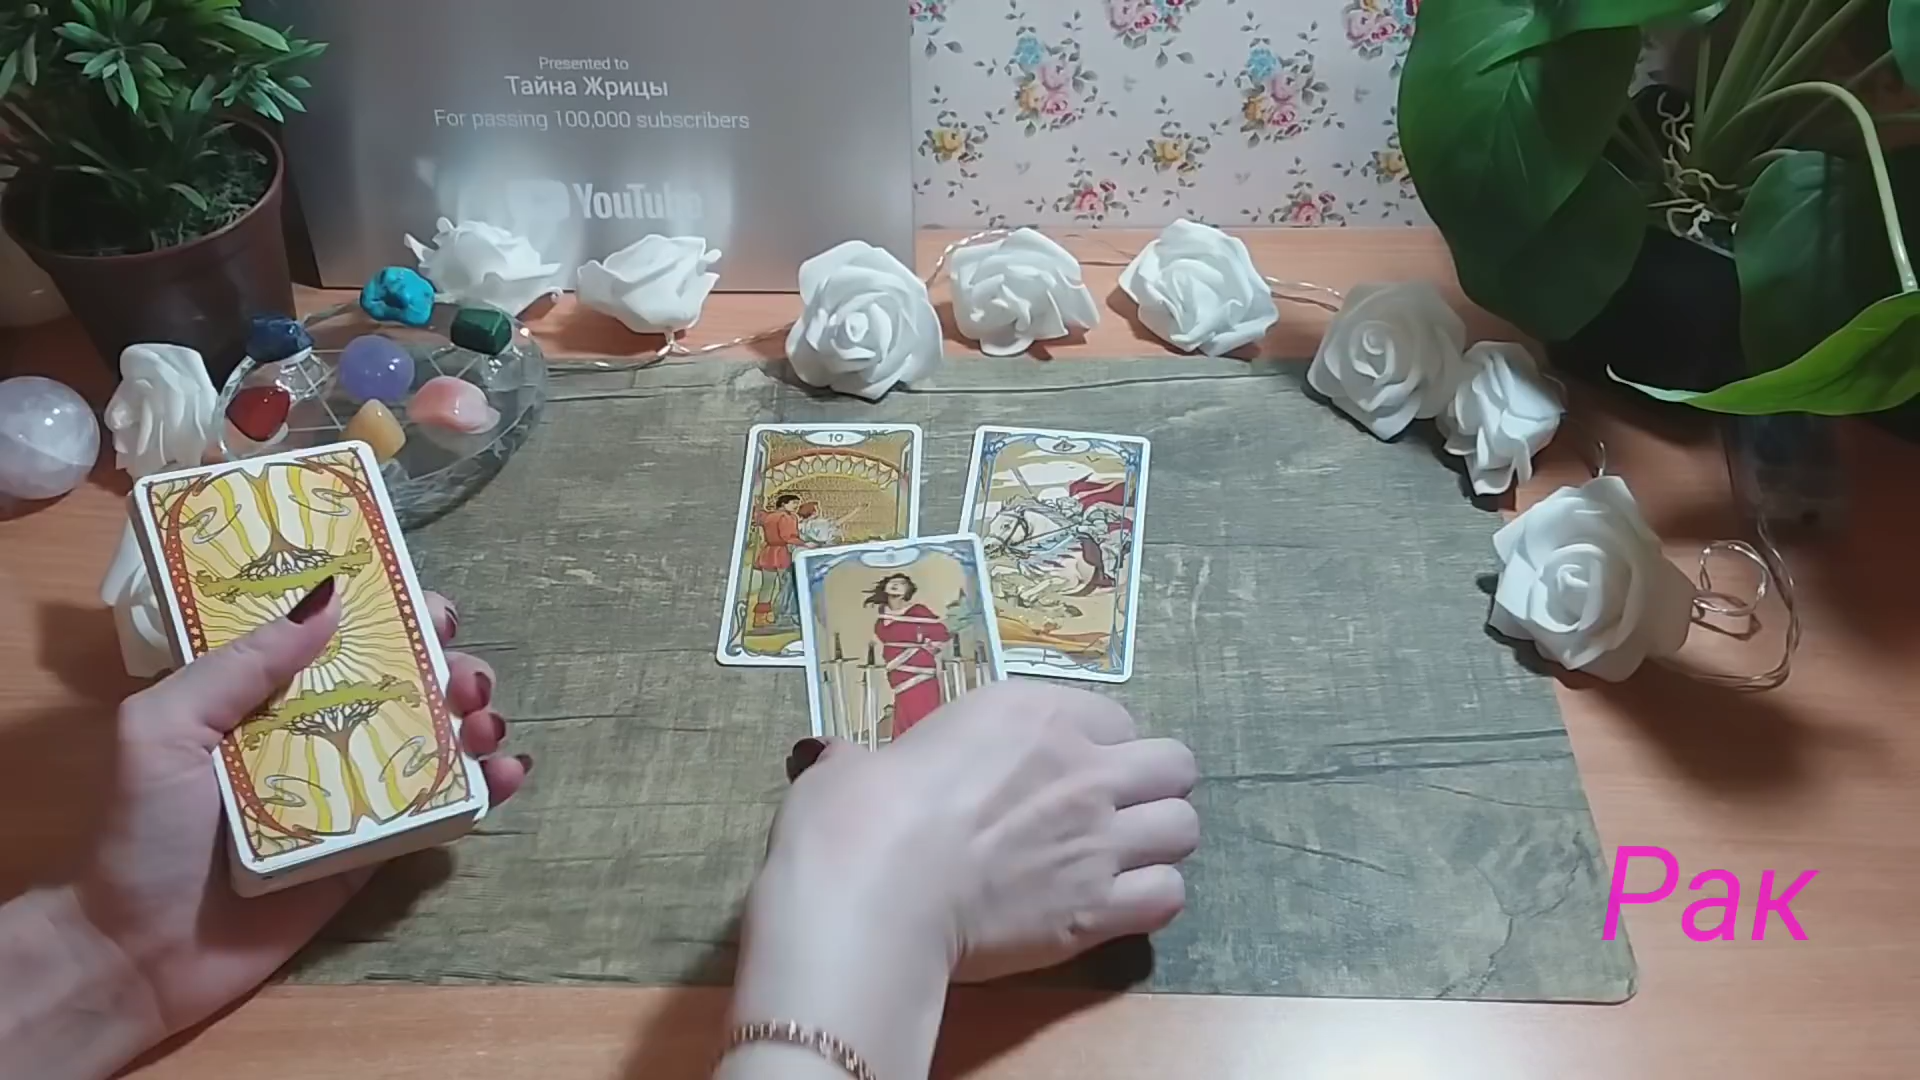 Presented to
Тайна Жрицы
For passing 100,000 subscribers
YouTube
10
Рак